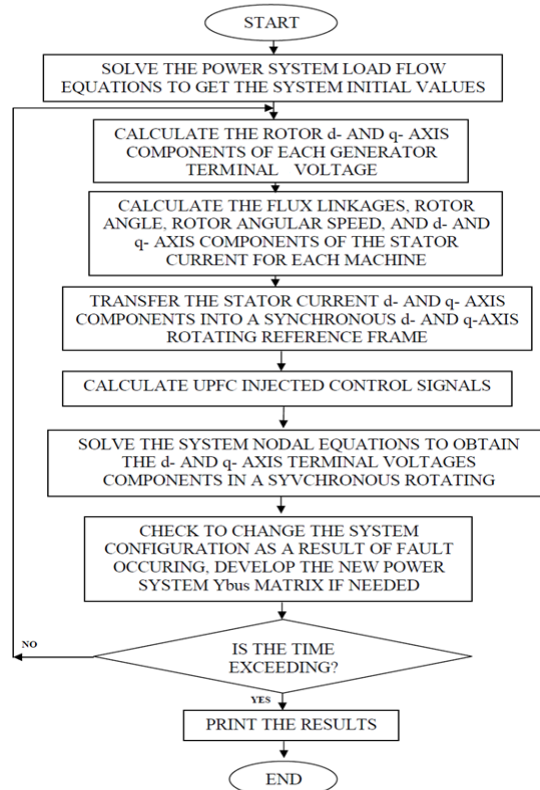 START
SOLVE THE POWER SYSTEM LOAD FLOW
EQUATIONS TO GET THE SYSTEM INITIAL VALUES
CALCULATE THE ROTOR d- AND q- AXIS
COMPONENTS OF EACH GENERATOR
TERMINAL VOLTAGE
CALCULATE THE FLUX LINKAGES, ROTOR
ANGLE, ROTOR ANGULAR SPEED, AND d- AND
q- AXIS COMPONENTS OF THE STATOR
CURRENT FOR EACH MACHINE
TRANSFER THE STATOR CURRENT d- AND q- AXIS
COMPONENTS INTO A SYNCHRONOUS d- AND q-AXIS
ROTATING REFERENCE FRAME
CALCULATE UPFC INJECTED CONTROL SIGNALS
SOLVE THE SYSTEM NODAL EQUATIONS TO OBTAIN
THE d- AND q- AXIS TERMINAL VOLTAGES
COMPONENTS IN A SYVCHRONOUS ROTATING
CHECK TO CHANGE THE SYSTEM
CONFIGURATION AS A RESULT OF FAULT
OCCURING, DEVELOP THE NEW POWER
SYSTEM Ybus MATRIX IF NEEDED
NO
IS THE TIME
EXCEEDING?
YES
PRINT THE RESULTS
END